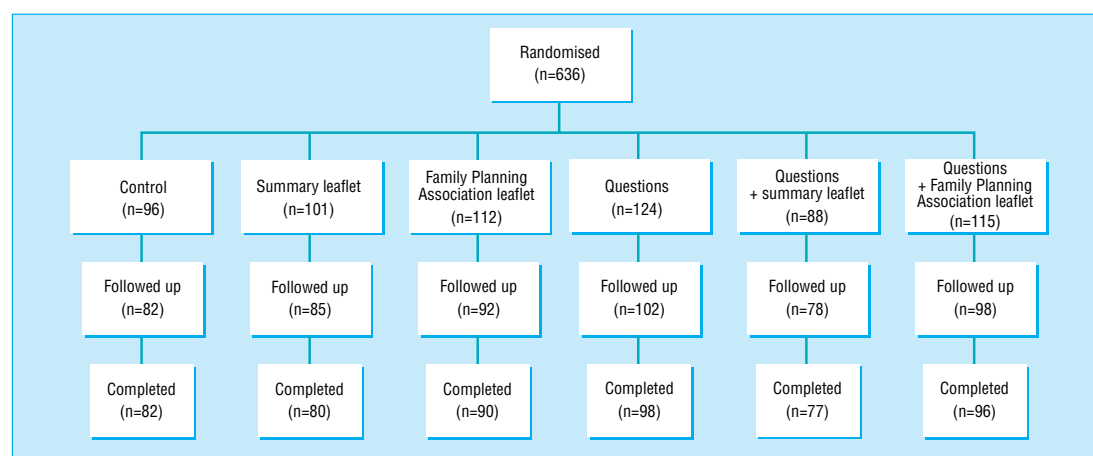 Randomised
(n=636)
Control
(n=96)
Summary leaflet
(n=101)
Family Planning
Association leaflet
(n=112)
Questions
(n=124)
Questions
+ summary leaflet
(n=88)
Questions
+ Family Planning
Association leaflet
(n=115)
Followed up
(n=82)
Followed up
(n=85)
Followed up
(n=92)
Followed up
(n=102)
Followed up
(n=78)
Followed up
(n=98)
Completed
(n=82)
Completed
(n=80)
Completed
(n=90)
Completed
(n=98)
Completed
(n=77)
Completed
(n=96)